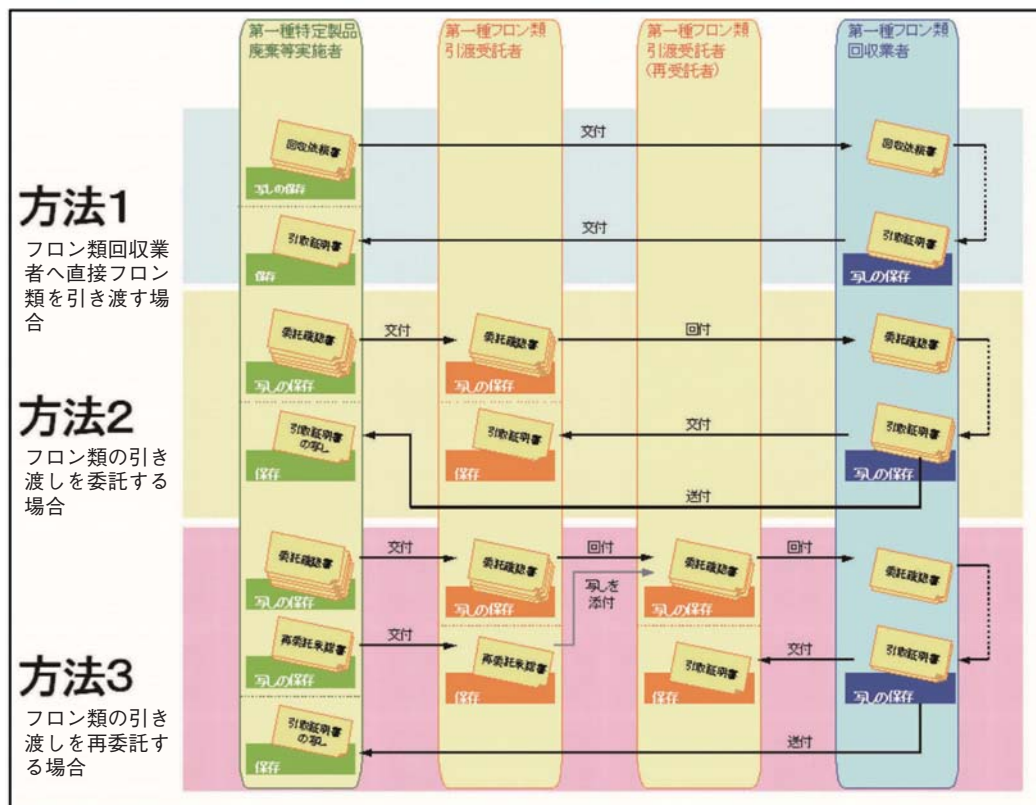 第一種特定製品
廃棄等実施者
第一種フロン類
引渡受託者
第一種フロン類
引渡受託者
(再受託者)
第一種フロン類
回収業者
方法1
フロン類回収業
者へ直接フロン
類を引き渡す場
合
回収依頼書
写しの保存
交付
回収依頼書
引取証明書
保存
交付
引取証明書
写しの保存
方法2
フロン類の引き
渡しを委託する
場合
委託確認書
写しの保存
交付
委託確認書
写しの保存
回付
委託確認書
引取証明書
の写し
保存
引取証明書
保存
交付
引取証明書
写しの保存
送付
方法3
フロン類の引き
渡しを再委託す
る場合
委託確認書
写しの保存
交付
委託確認書
写しの保存
回付
写しを
添付
委託確認書
写しの保存
回付
委託確認書
再委託承諾書
写しの保存
交付
再委託承諾書
保存
引取証明書
保存
交付
引取証明書
写しの保存
引取証明書
の写し
保存
送付